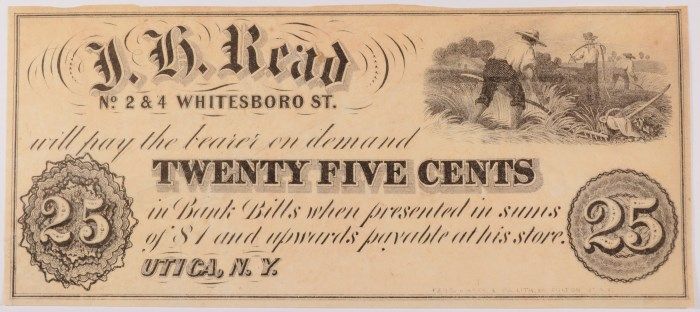 J. H. Read
No 2 & 4 WHITESBORO ST.
will pay the bearer on demand
TWENTY FIVE CENTS
25
in Bank Bills when presented in sums
of $1 and upwards payable at his store.
25
UTICA, N.Y.